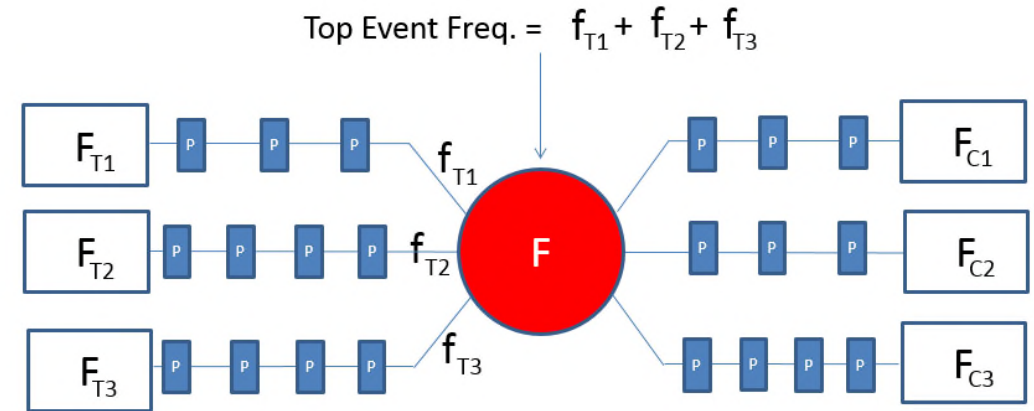 Top Event Freq. = fT1 + fT2 + fT3
FT1 P P P fT1 P P P FC1
FT2 P P P P fT2 F P P P FC2
FT3 P P P P fT3 P P P P FC3